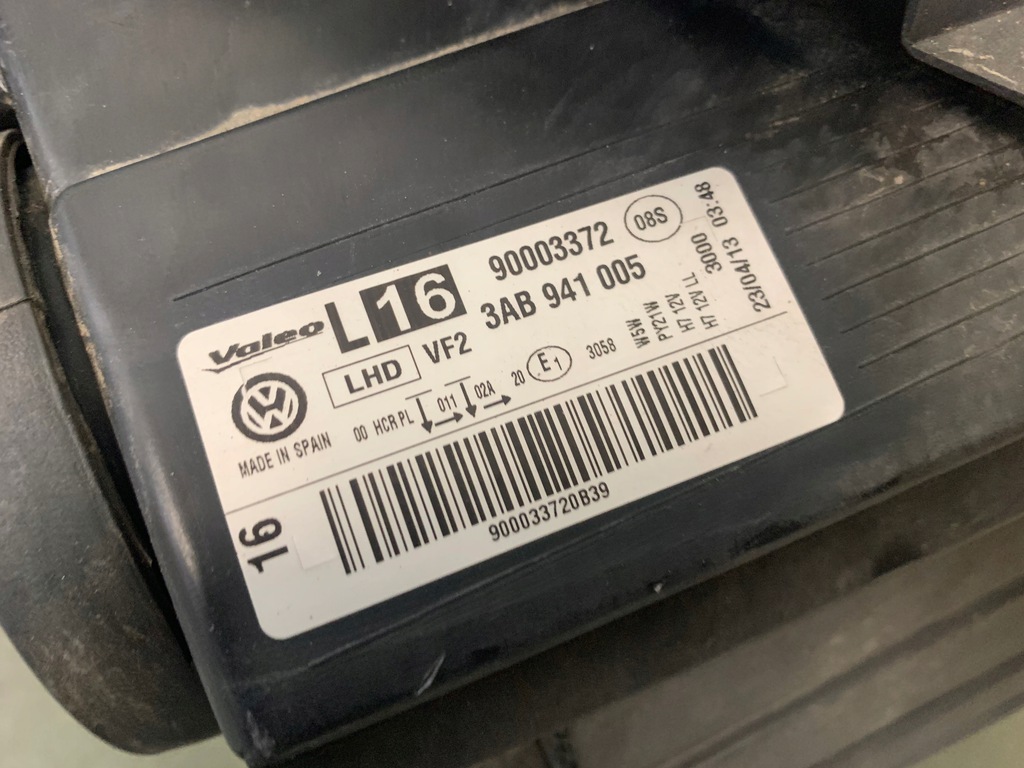 Valeo
L 16
90003372
08S
LHD
VF2
3AB 941 005
MADE IN SPAIN
00 HCR PL 011 02A 20 E1 3058
W5W
PY21W
H7 12V
H7 12V LL
3000
23/04/13 03:48
16
900033720B39